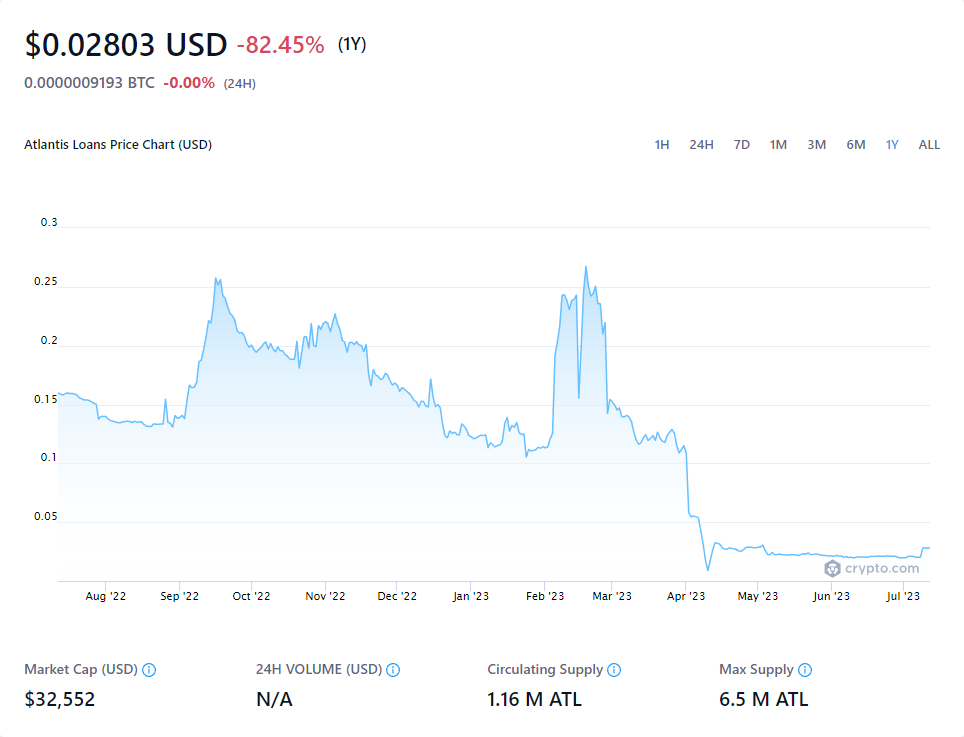 $0.02803 USD -82.45% (1Y)
0.0000009193 BTC -0.00% (24H)
Atlantis Loans Price Chart (USD)
1H 24H 7D 1M 3M 6M 1Y ALL
0.3
0.25
0.2
0.15
0.1
0.05
crypto.com
Aug '22 Sep '22 Oct '22 Nov '22 Dec '22 Jan '23 Feb '23 Mar '23 Apr '23 May '23 Jun '23 Jul '23
Market Cap (USD) 24H VOLUME (USD) Circulating Supply Max Supply
$32,552 N/A 1.16 M ATL 6.5 M ATL